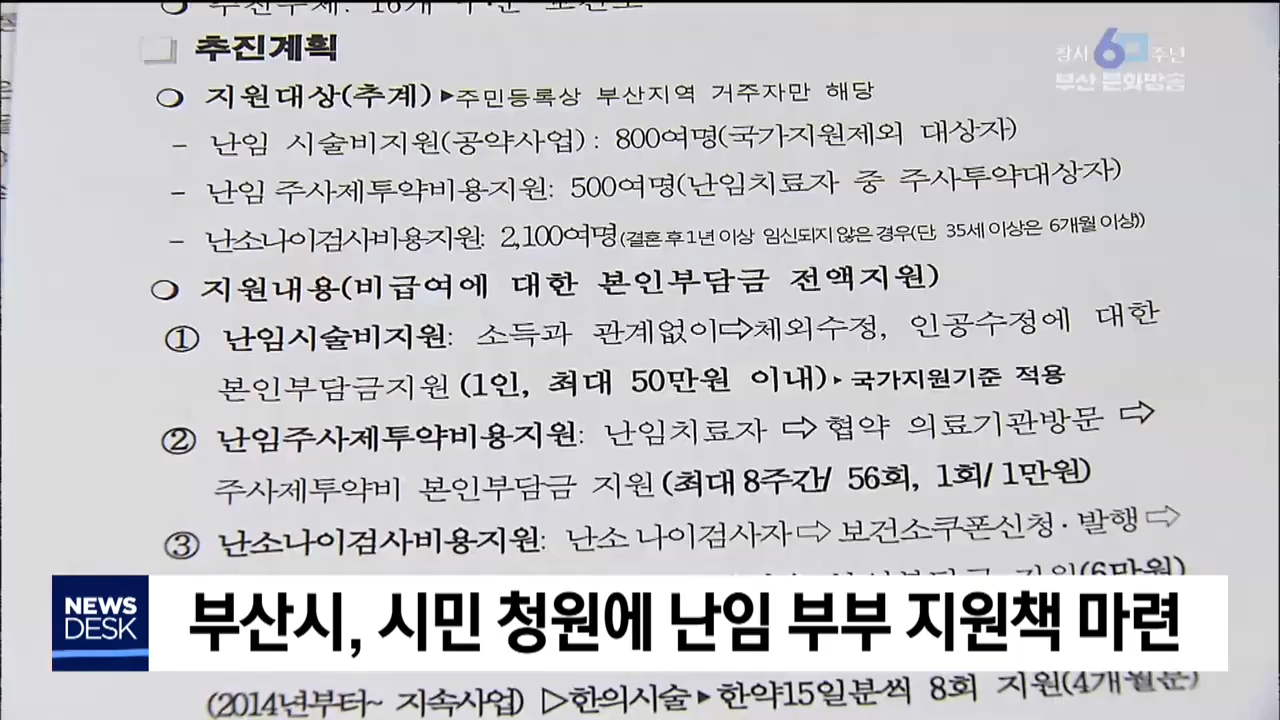 추진계획
창사 60 주년
부산 문화방송
○ 지원대상(추계) ▸주민등록상 부산지역 거주자만 해당
- 난임 시술비지원(공약사업) : 800여명(국가지원제외 대상자)
- 난임 주사제투약비용지원: 500여명(난임치료자 중 주사투약대상자)
- 난소나이검사비용지원: 2,100여명(결혼 후 1년 이상 임신되지 않은 경우(단, 35세 이상은 6개월 이상))
○ 지원내용(비급여에 대한 본인부담금 전액지원)
① 난임시술비지원: 소득과 관계없이⇨체외수정, 인공수정에 대한
본인부담금지원 (1인, 최대 50만원 이내)▸국가지원기준 적용
② 난임주사제투약비용지원: 난임치료자 ⇨ 협약 의료기관방문 ⇨
주사제투약비 본인부담금 지원 (최대 8주간/ 56회, 1회/ 1만원)
③ 난소나이검사비용지원: 난소 나이검사자⇨ 보건소쿠폰신청·발행⇨
(6만원)
NEWS
DESK
부산시, 시민 청원에 난임 부부 지원책 마련
(2014년부터~ 지속사업) ▷한의시술▸한약15일분씩 8회 지원(4개월분)